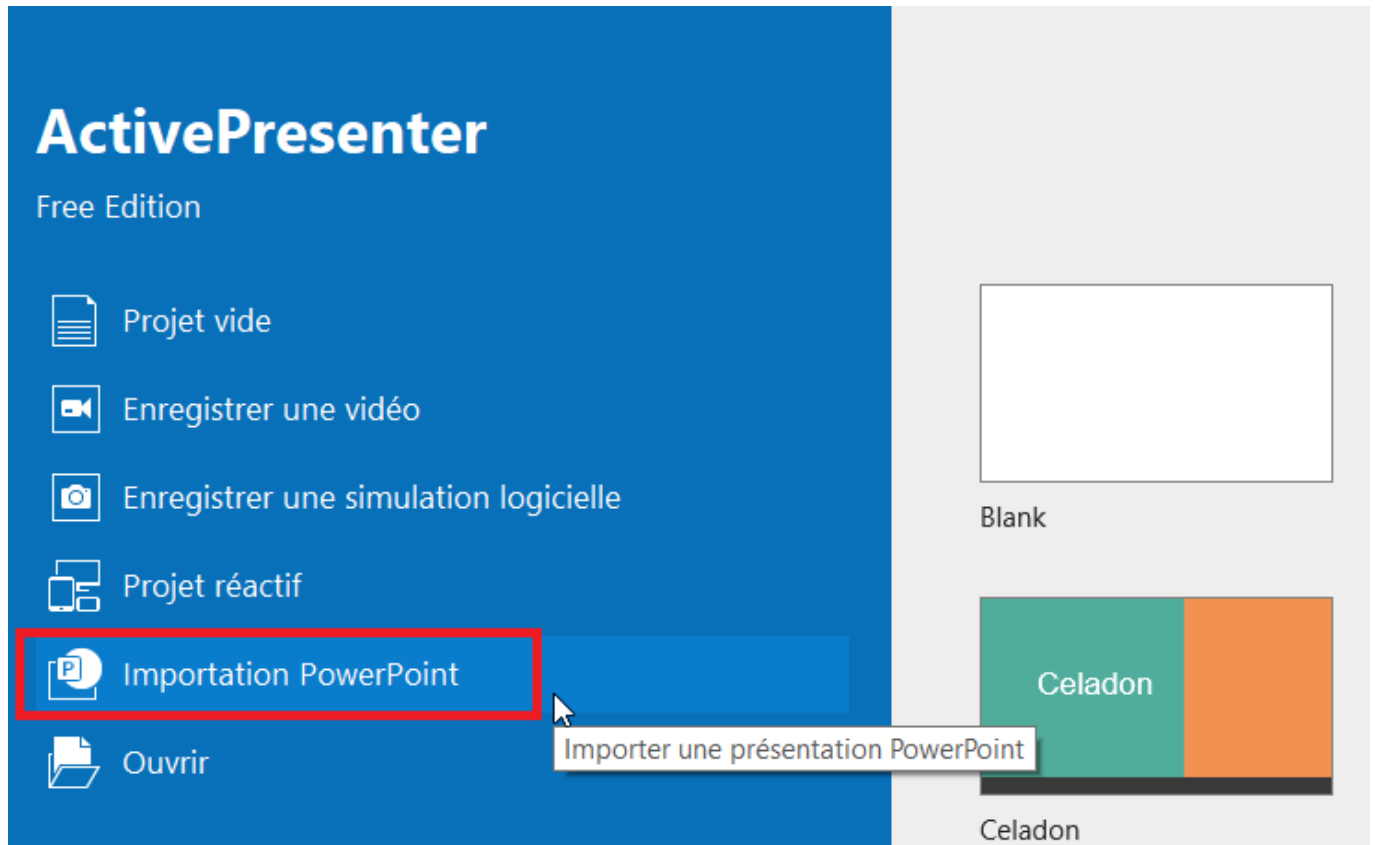 ActivePresenter
Free Edition
Projet vide
Enregistrer une vidéo
Enregistrer une simulation logicielle
Projet réactif
Importation PowerPoint
Importer une présentation PowerPoint
Ouvrir
Blank
Celadon
Celadon